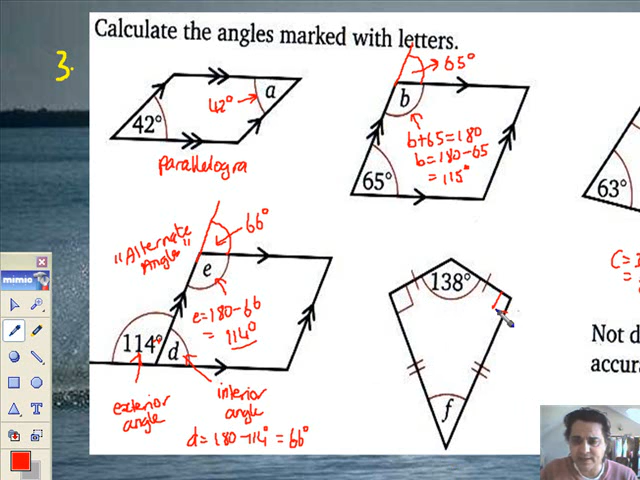 Calculate the angles marked with letters.
3.
65°
42°
42°
a
Parallelogra
b
b+65=180
b=180-65
=115°
65°
63°
C=
=
"Alternate
Angles"
66°
e
e=180-66
=114°
114°
d
exterior
angle
interior
angle
d=180-114°=66°
138°
f
Not d
accura
mimio
T